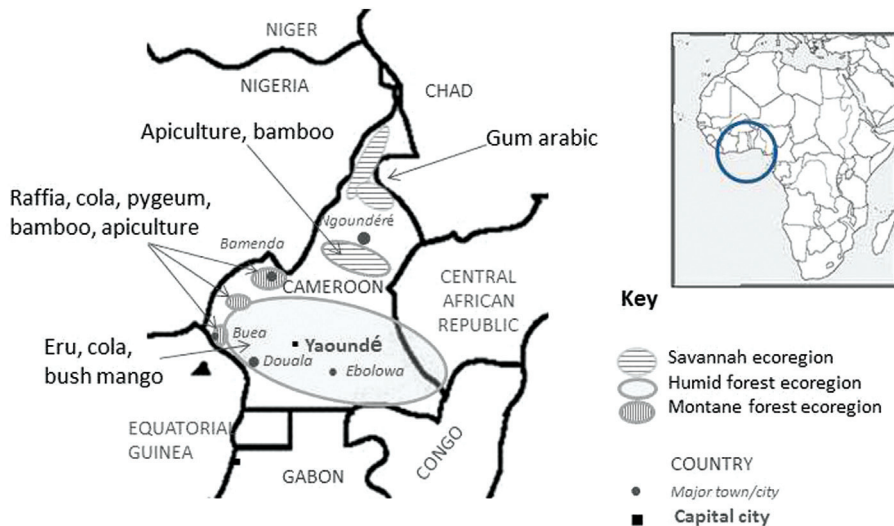 NIGER
NIGERIA
CHAD
Apiculture, bamboo
Gum arabic
Raffia, cola, pygeum,
bamboo, apiculture
Ngoundéré
Bamenda
CAMEROON
CENTRAL
AFRICAN
REPUBLIC
Eru, cola,
bush mango
Buea
Yaoundé
Douala
Ebolowa
EQUATORIAL
GUINEA
GABON
CONGO
Key
Savannah ecoregion
Humid forest ecoregion
Montane forest ecoregion
COUNTRY
Major town/city
Capital city